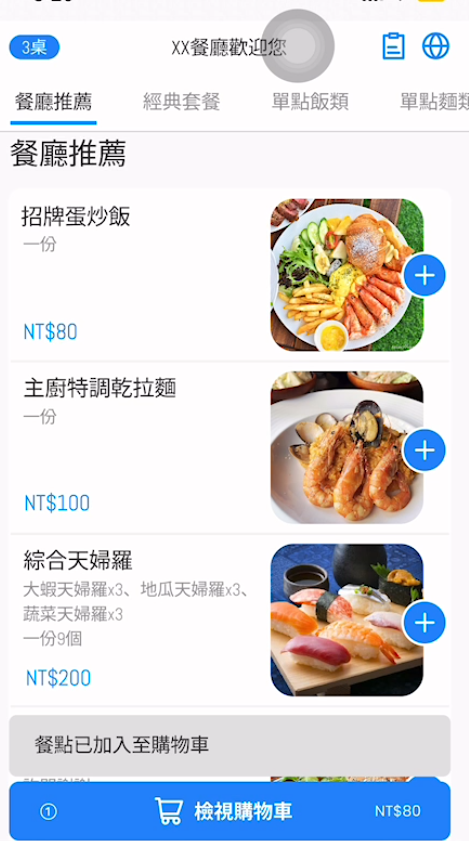 3桌
XX餐廳歡迎您
餐廳推薦 經典套餐 單點飯類 單點麵類
餐廳推薦
招牌蛋炒飯
一份
NT$80
主廚特調乾拉麵
一份
NT$100
綜合天婦羅
大蝦天婦羅x3、地瓜天婦羅x3、
蔬菜天婦羅x3
一份9個
NT$200
餐點已加入至購物車
1 檢視購物車 NT$80